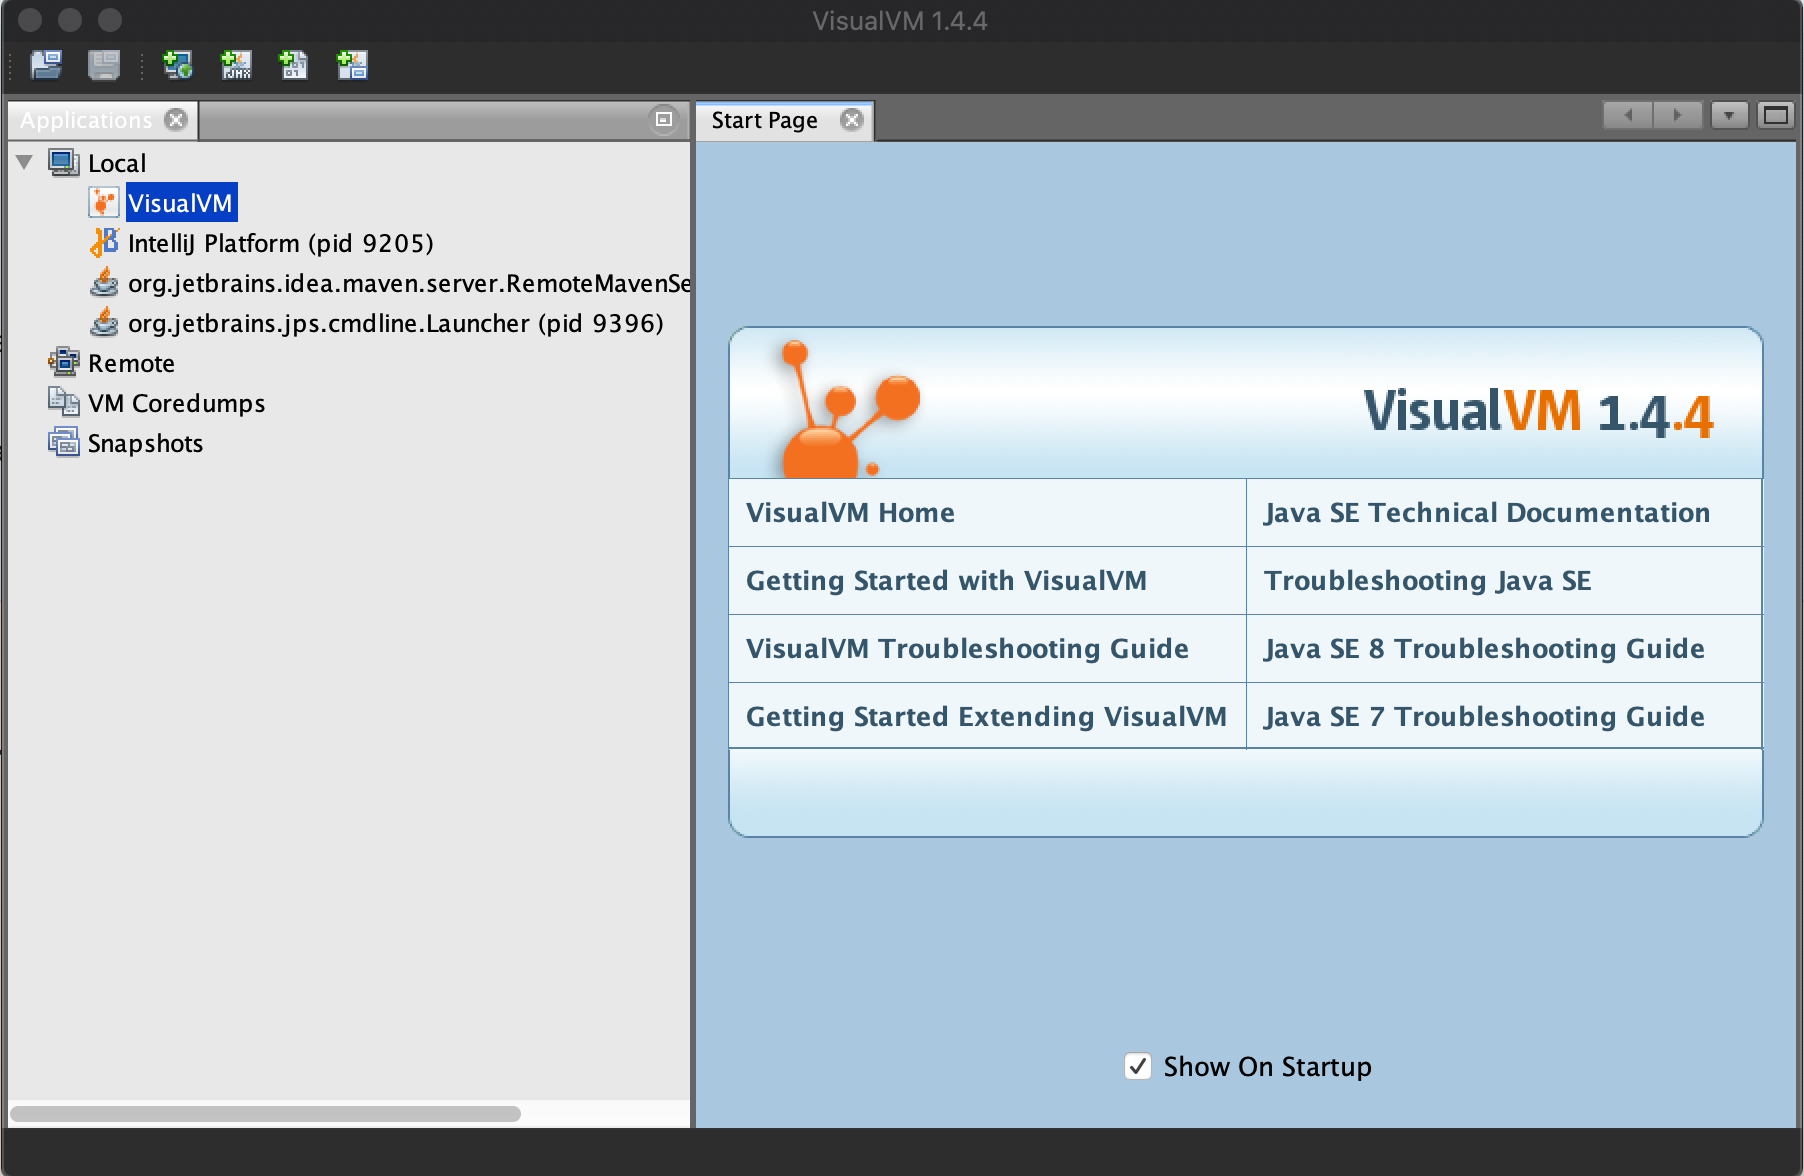 VisualVM 1.4.4
JMX
Applications
Start Page
Local
VisualVM
IntelliJ Platform (pid 9205)
org.jetbrains.idea.maven.server.RemoteMavenSe
org.jetbrains.jps.cmdline.Launcher (pid 9396)
Remote
VM Coredumps
Snapshots
VisualVM 1.4.4
VisualVM Home
Java SE Technical Documentation
Getting Started with VisualVM
Troubleshooting Java SE
VisualVM Troubleshooting Guide
Java SE 8 Troubleshooting Guide
Getting Started Extending VisualVM
Java SE 7 Troubleshooting Guide
Show On Startup